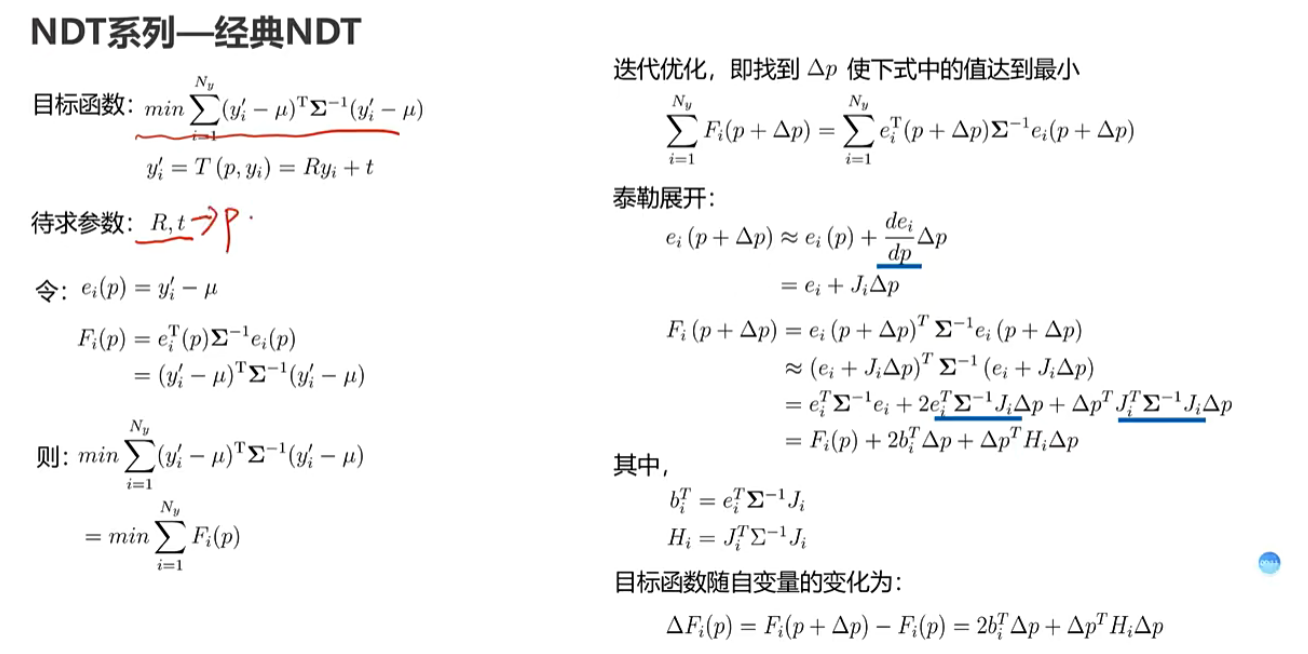 NDT系列—经典NDT
目标函数: $min \sum_{i=1}^{N_y} (y_i' - \mu)^{\mathrm{T}} \mathbf{\Sigma}^{-1} (y_i' - \mu)$
$y_i' = T(p, y_i) = Ry_i + t$
待求参数: $R, t$ → p
令: $e_i(p) = y_i' - \mu$
$F_i(p) = e_i^{\mathrm{T}}(p) \mathbf{\Sigma}^{-1} e_i(p)$
$= (y_i' - \mu)^{\mathrm{T}} \mathbf{\Sigma}^{-1} (y_i' - \mu)$
则: $min \sum_{i=1}^{N_y} (y_i' - \mu)^{\mathrm{T}} \mathbf{\Sigma}^{-1} (y_i' - \mu)$
$= min \sum_{i=1}^{N_y} F_i(p)$
迭代优化，即找到 $\Delta p$ 使下式中的值达到最小
$\sum_{i=1}^{N_y} F_i(p + \Delta p) = \sum_{i=1}^{N_y} e_i^{\mathrm{T}}(p + \Delta p) \mathbf{\Sigma}^{-1} e_i(p + \Delta p)$
泰勒展开:
$e_i(p + \Delta p) \approx e_i(p) + \frac{de_i}{dp} \Delta p$
$= e_i + J_i \Delta p$
$F_i(p + \Delta p) = e_i(p + \Delta p)^T \mathbf{\Sigma}^{-1} e_i(p + \Delta p)$
$\approx (e_i + J_i \Delta p)^T \mathbf{\Sigma}^{-1} (e_i + J_i \Delta p)$
$= e_i^T \mathbf{\Sigma}^{-1} e_i + 2e_i^T \mathbf{\Sigma}^{-1} J_i \Delta p + \Delta p^T J_i^T \mathbf{\Sigma}^{-1} J_i \Delta p$
$= F_i(p) + 2b_i^T \Delta p + \Delta p^T H_i \Delta p$
其中，
$b_i^T = e_i^T \mathbf{\Sigma}^{-1} J_i$
$H_i = J_i^T \Sigma^{-1} J_i$
目标函数随自变量的变化为:
$\Delta F_i(p) = F_i(p + \Delta p) - F_i(p) = 2b_i^T \Delta p + \Delta p^T H_i \Delta p$